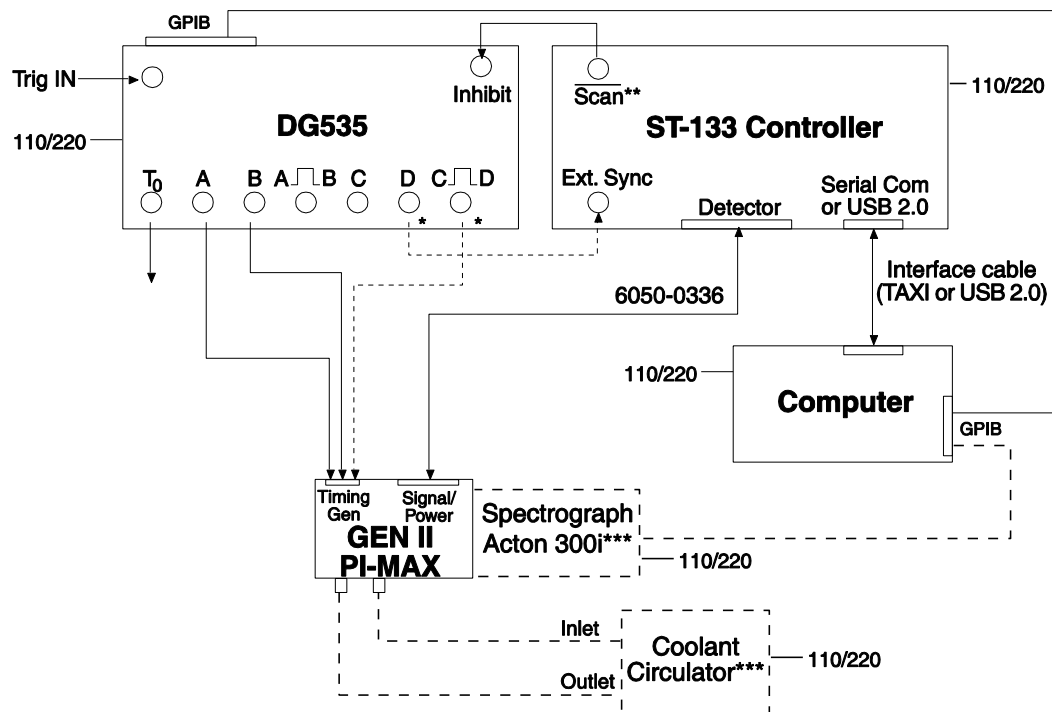 GPIB
Trig IN
Inhibit
Scan**
110/220
DG535
ST-133 Controller
110/220
T0 A B A B C D C D
* *
Ext. Sync
Detector
Serial Com
or USB 2.0
Interface cable
(TAXI or USB 2.0)
6050-0336
110/220
Computer
GPIB
Timing
Gen
Signal/
Power
GEN II
PI-MAX
Spectrograph
Acton 300i***
110/220
Inlet
Outlet
Coolant
Circulator***
110/220